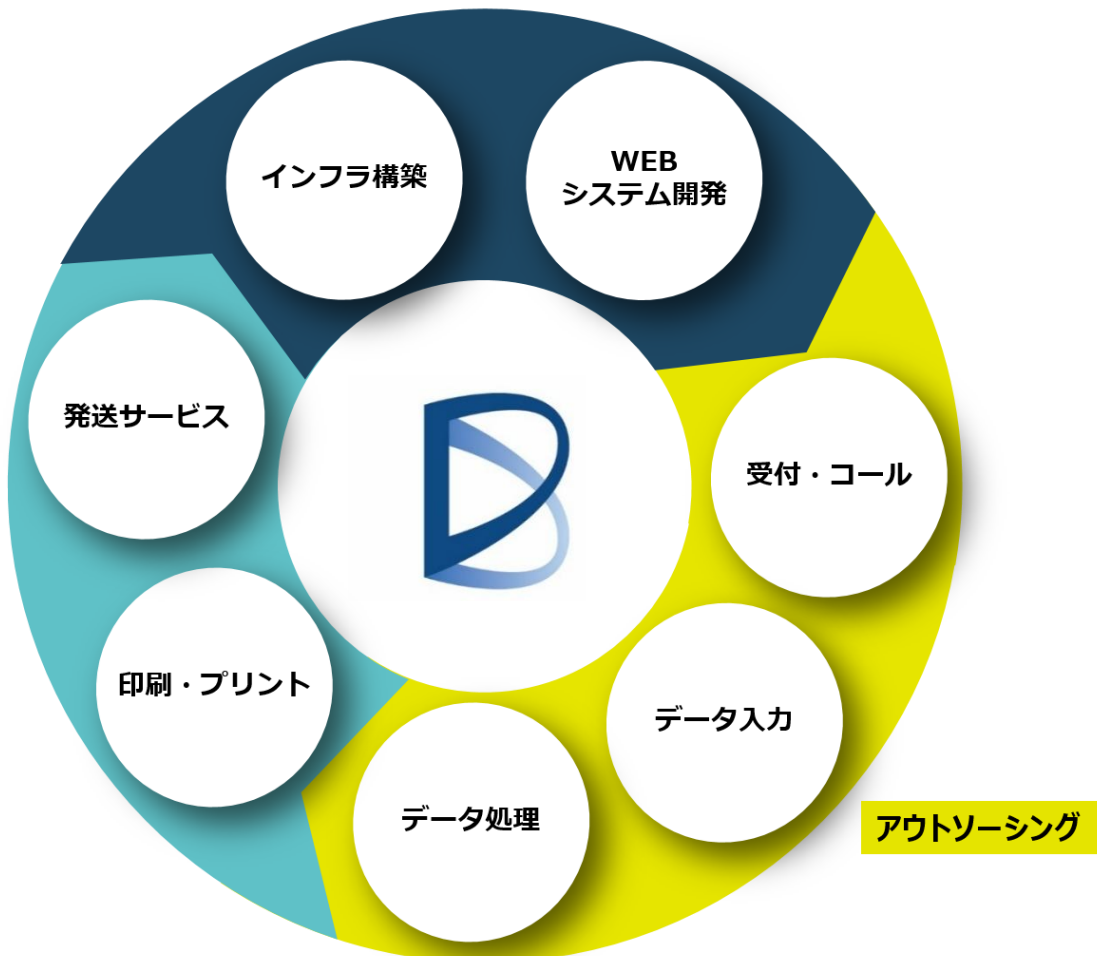 インフラ構築
WEB
システム開発
発送サービス
受付・コール
印刷・プリント
データ入力
データ処理
アウトソーシング